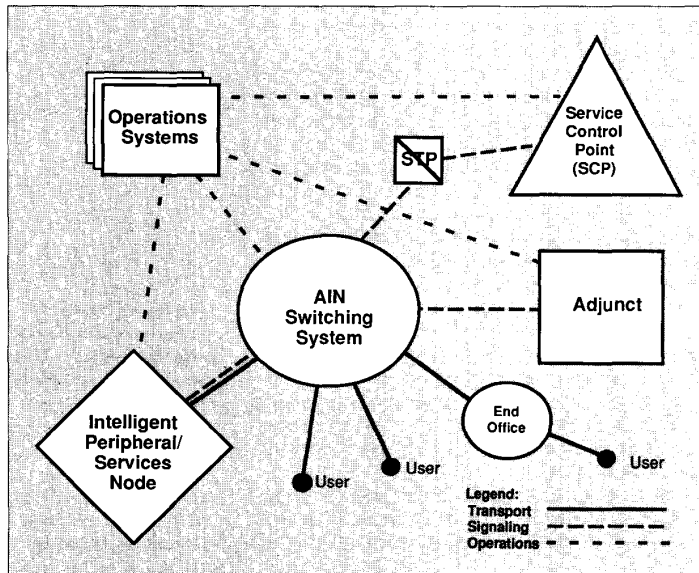 Operations
Systems
Service
Control
Point
(SCP)
STP
AIN
Switching
System
Adjunct
Intelligent
Peripheral/
Services
Node
End
Office
User
User
User
Legend:
Transport
Signaling
Operations